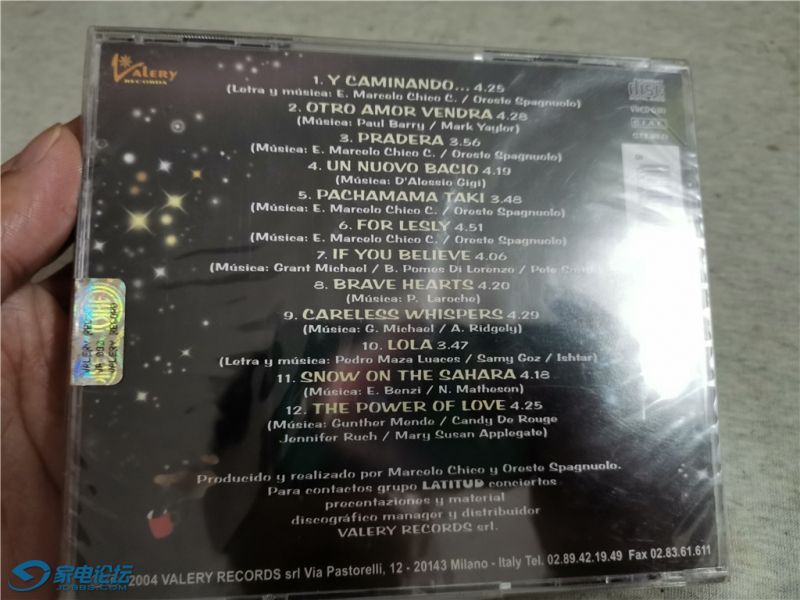 VALERY
RECORDS
1. Y CAMINANDO... 4.25
(Letra y música: E. Marcelo Chico C. / Oreste Spagnuolo)
2. OTRO AMOR VENDRA 4.28
(Música: Paul Barry / Mark Yaylor)
3. PRADERA 3.56
(Música: E. Marcelo Chico C. / Oreste Spagnuolo)
4. UN NUOVO BACIO 4.19
(Música: D'Alessio Gigi)
5. PACHAMAMA TAKI 3.48
(Música: E. Marcelo Chico C. / Oreste Spagnuolo)
6. FOR LESLY 4.51
(Música: E. Marcelo Chico C. / Oreste Spagnuolo)
7. IF YOU BELIEVE 4.06
(Música: Grant Michael / B. Pomes Di Lorenzo / Pete
8. BRAVE HEARTS 4.20
(Música: P. Laroche)
9. CARELESS WHISPERS 4.29
(Música: G. Michael / A. Ridgely)
10. LOLA 3.47
(Letra y música: Pedro Maza Luaces / Samy Goz / Ishtar)
11. SNOW ON THE SAHARA 4.18
(Música: E. Benzi / N. Matheson)
12. THE POWER OF LOVE 4.25
(Música: Gunther Mende / Candy De Rouge
Jennifer Ruch / Mary Susan Applegate)
Producido y realizado por Marcelo Chico y Oreste Spagnuolo.
Para contactos grupo LATITUD conciertos
precentaziones y material
discográfico manager y distribuidor
VALERY RECORDS srl.
2004 VALERY RECORDS srl Via Pastorelli, 12 - 20143 Milano - Italy Tel. 02.89.42.19.49 Fax 02.83.61.611
disc
STEREO
家电论坛
JDBBS.COM